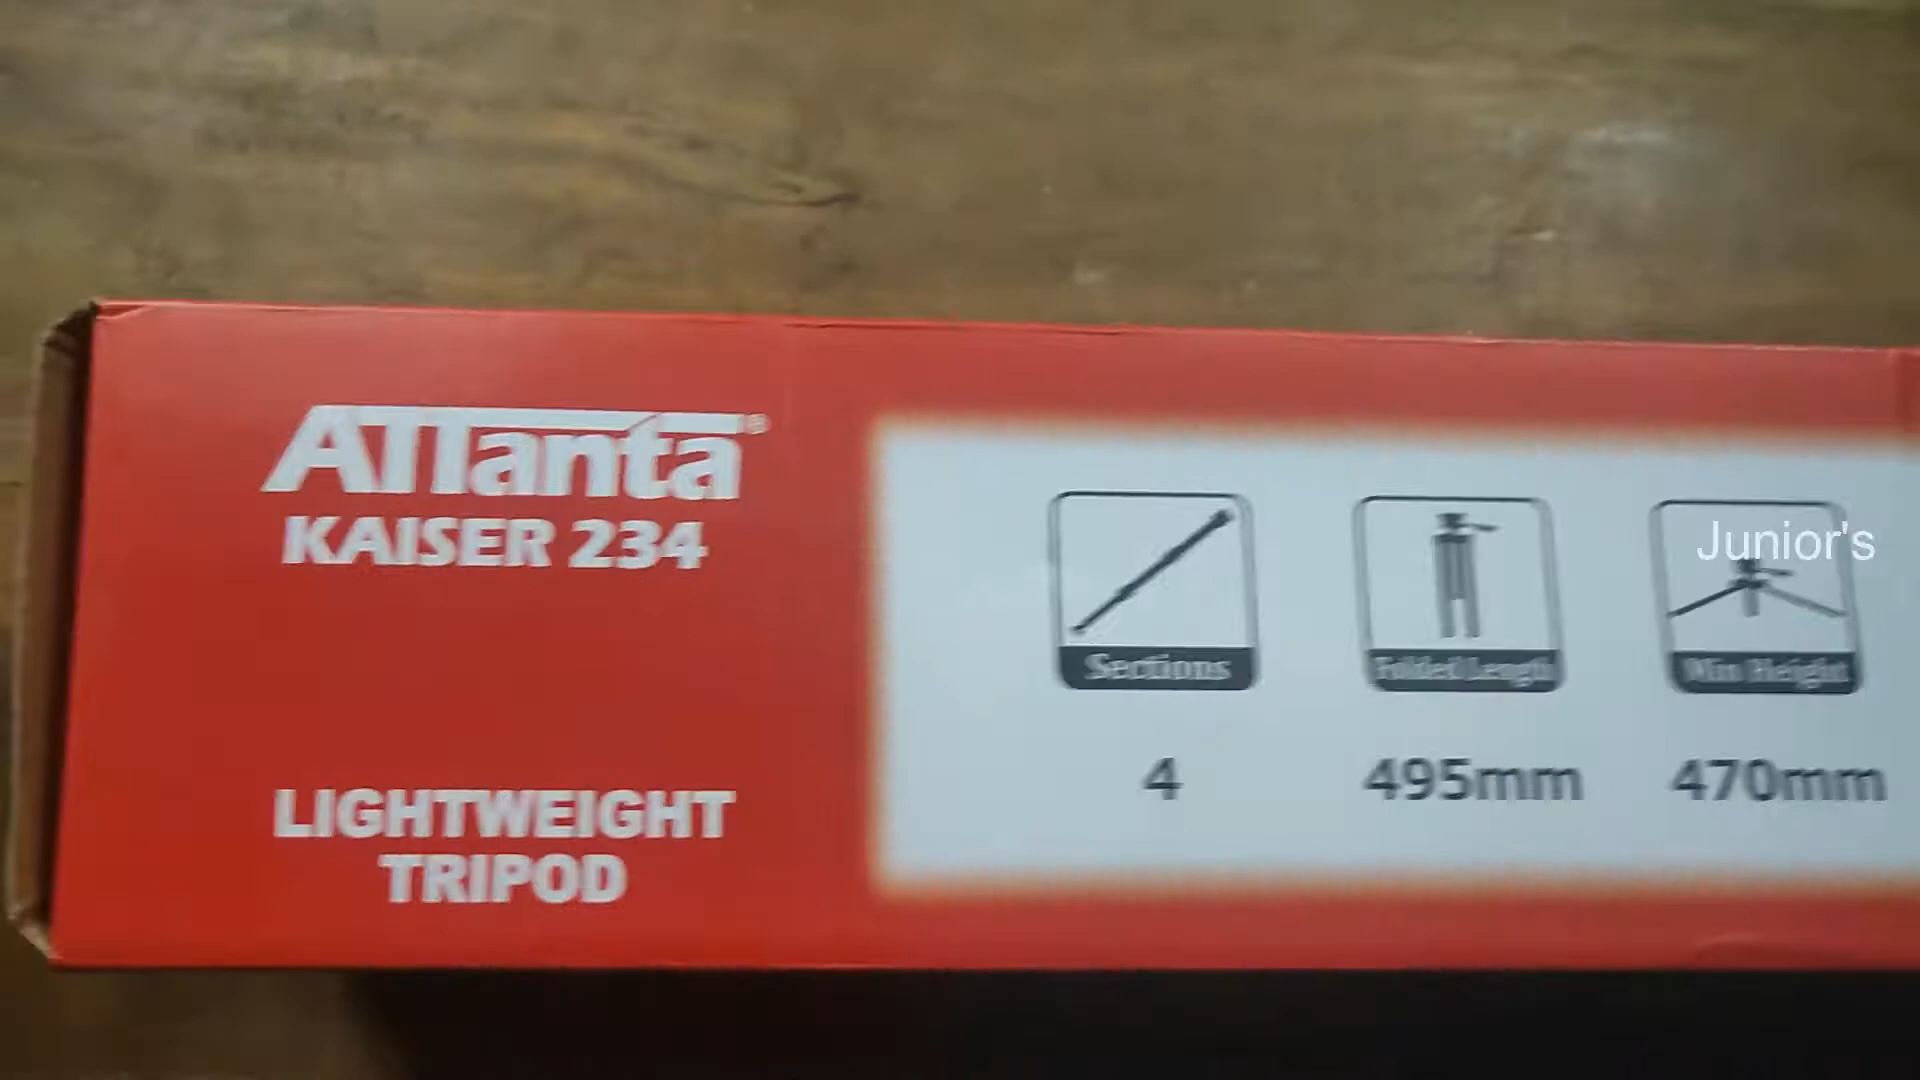 ATlanta®
KAISER 234
LIGHTWEIGHT
TRIPOD
Sections
Folded Length
Min Height
4
495mm
470mm
Junior's